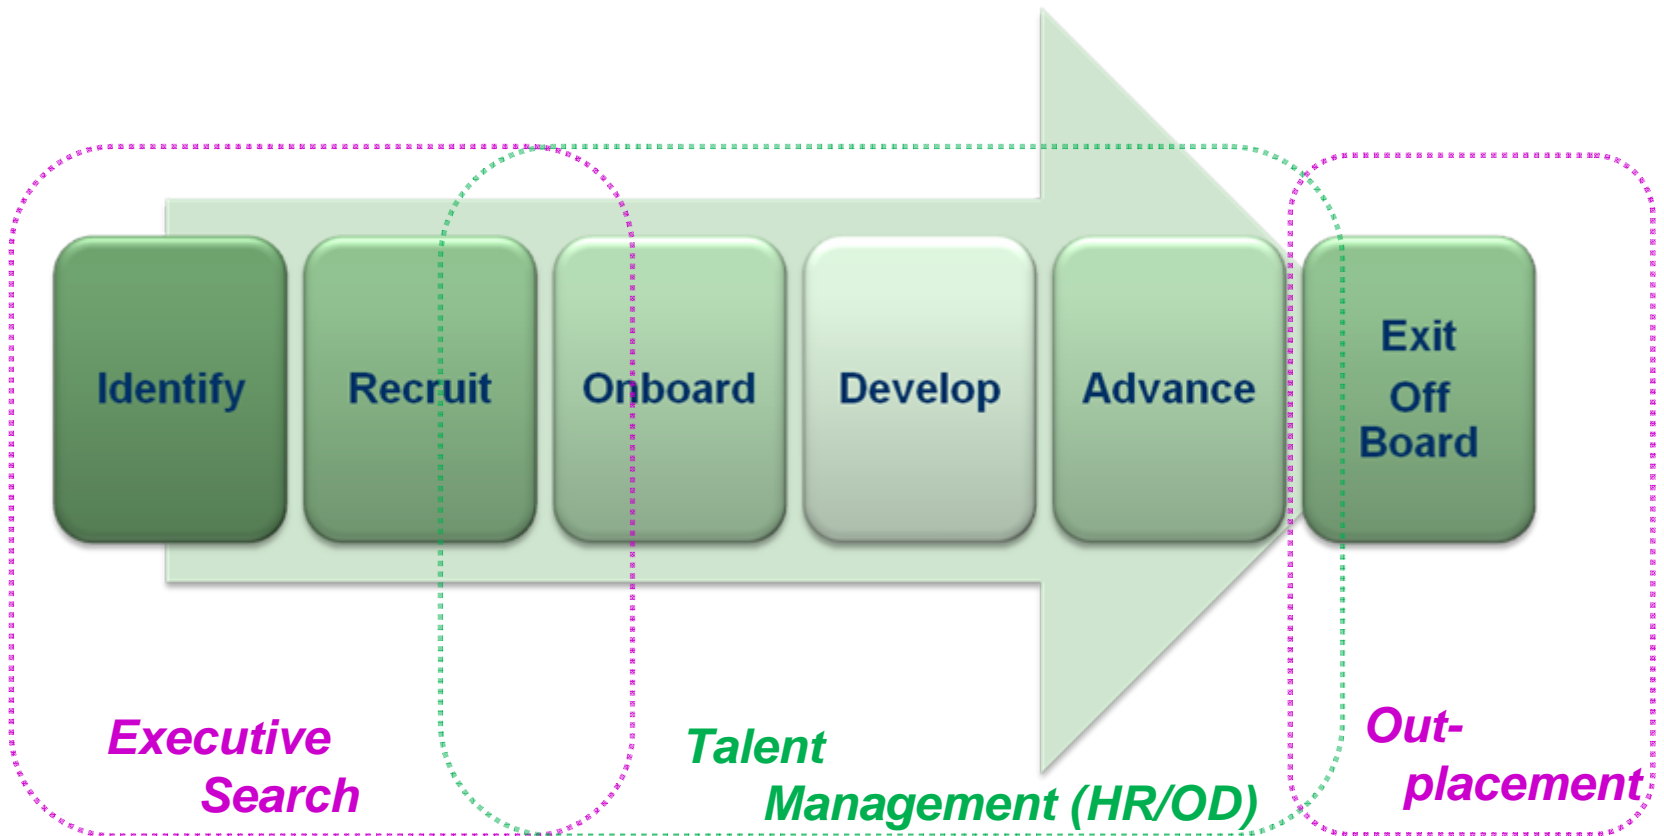 Identify
Recruit
Onboard
Develop
Advance
Exit
Off
Board
Executive
Search
Talent
Management (HR/OD)
Out-
placement